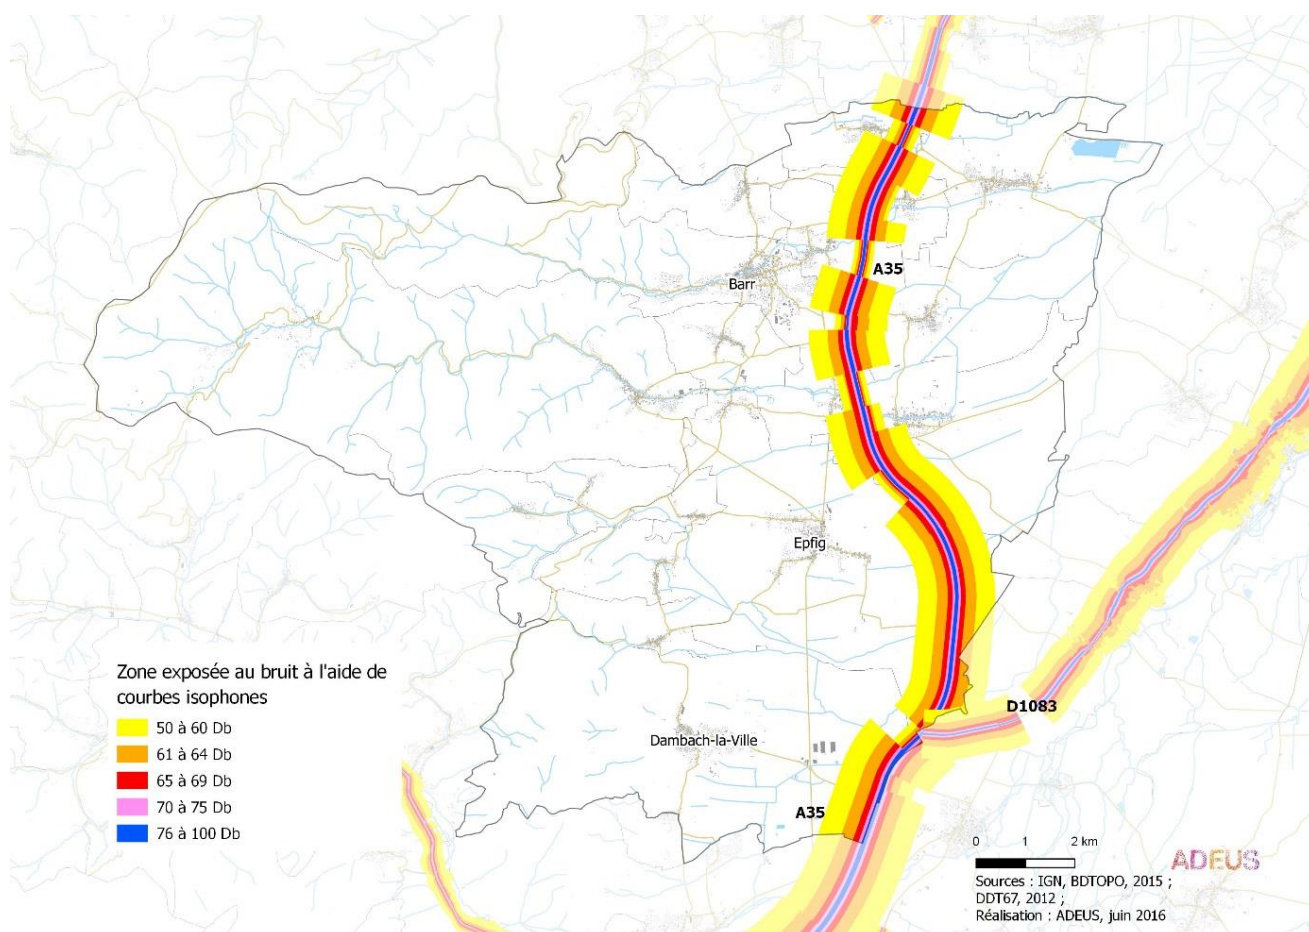 A35
Barr
Epfig
D1083
Dambach-la-Ville
A35
Zone exposée au bruit à l'aide de
courbes isophones
50 à 60 Db
61 à 64 Db
65 à 69 Db
70 à 75 Db
76 à 100 Db
0 1 2 km
ADEUS
Sources : IGN, BDTOPO, 2015 ;
DDT67, 2012 ;
Réalisation : ADEUS, juin 2016